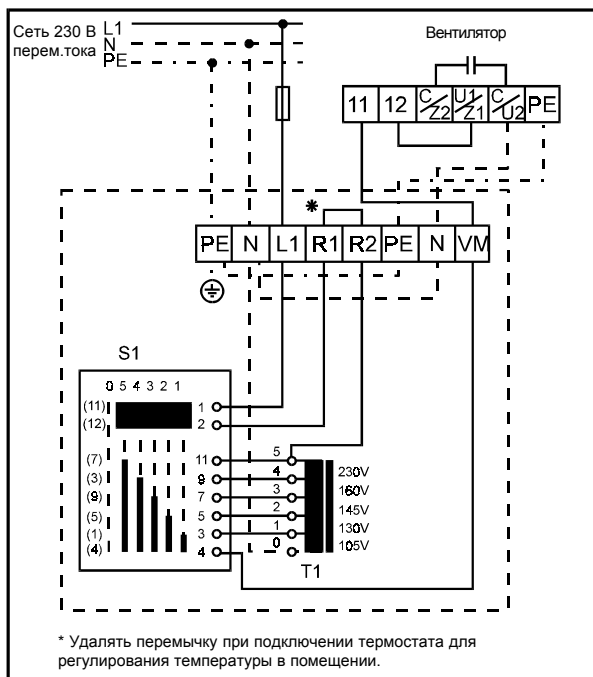 Сеть 230 В
перем.тока
L1
N
PE
Вентилятор
11 12 C/Z2 U1/Z1 C/U2 PE
*
PE N L1 R1 R2 PE N VM
S1
0 5 4 3 2 1
(11) 1
(12) 2
(7) 11 5
(3) 9 4 230V
(9) 7 3 160V
(5) 5 2 145V
(1) 3 1 130V
(4) 4 0 105V
T1
* Удалять перемычку при подключении термостата для
регулирования температуры в помещении.